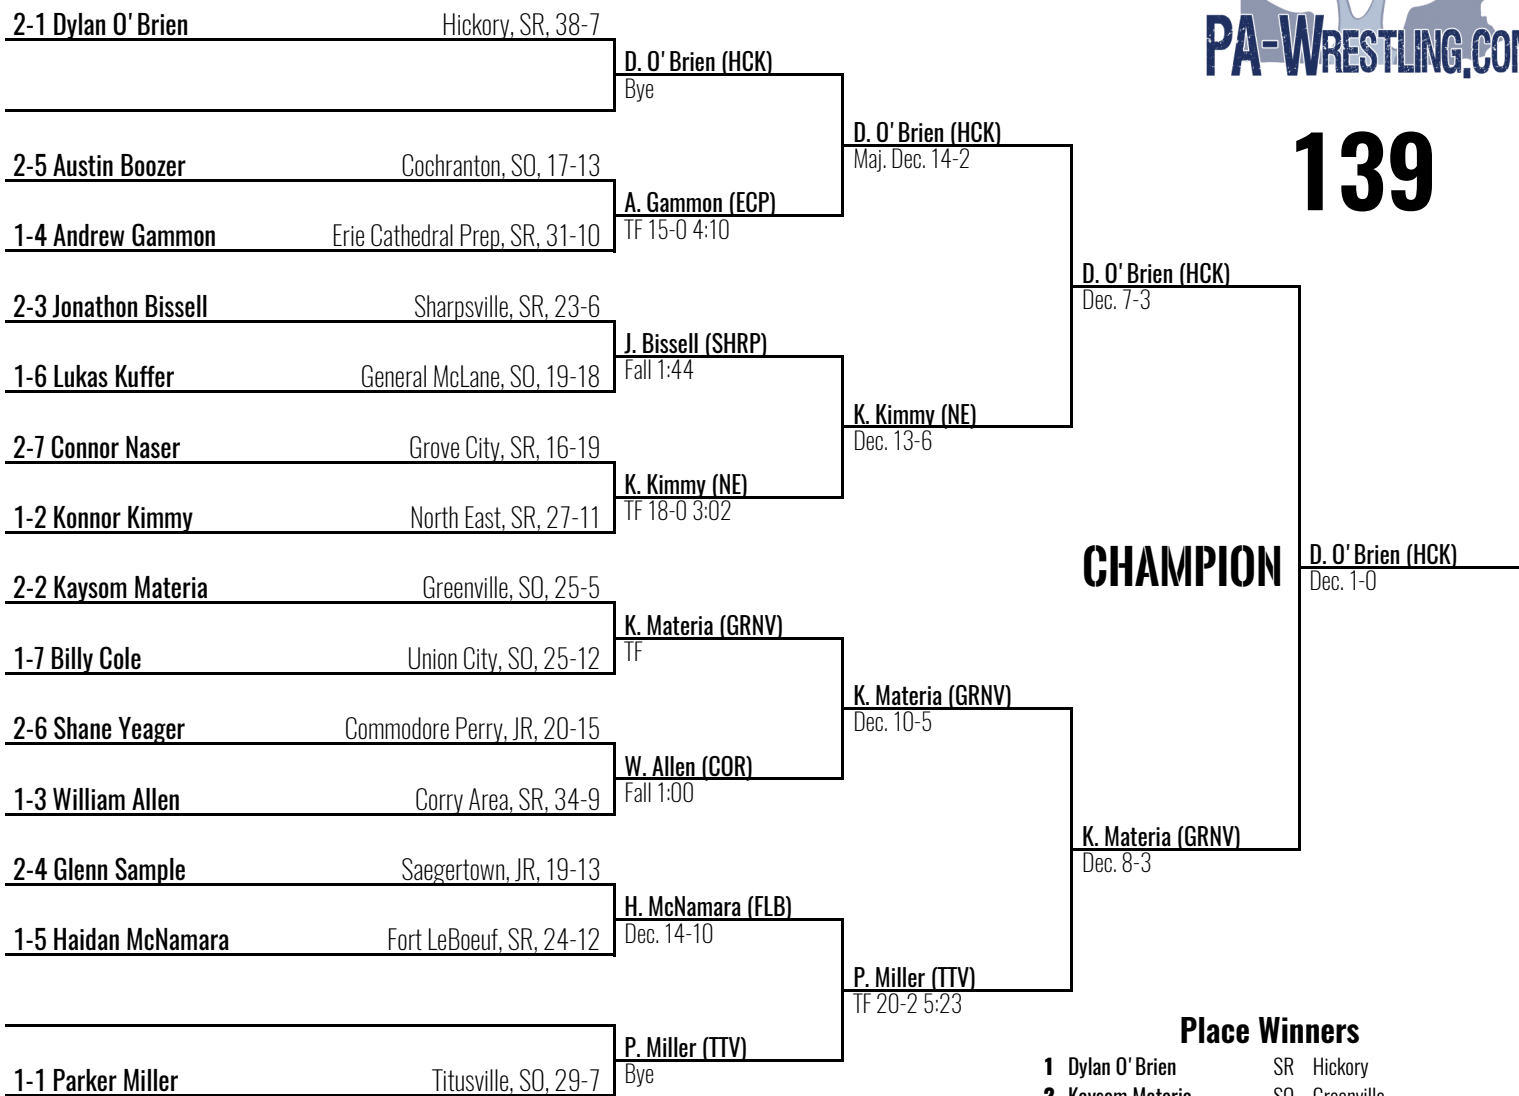 PA-WRESTLING.CO
139
2-1 Dylan O'Brien Hickory, SR, 38-7
D. O'Brien (HCK)
Bye
D. O'Brien (HCK)
Maj. Dec. 14-2
2-5 Austin Boozer Cochranton, SO, 17-13
A. Gammon (ECP)
TF 15-0 4:10
1-4 Andrew Gammon Erie Cathedral Prep, SR, 31-10
D. O'Brien (HCK)
Dec. 7-3
2-3 Jonathon Bissell Sharpsville, SR, 23-6
J. Bissell (SHRP)
Fall 1:44
1-6 Lukas Kuffer General McLane, SO, 19-18
K. Kimmy (NE)
Dec. 13-6
2-7 Connor Naser Grove City, SR, 16-19
K. Kimmy (NE)
TF 18-0 3:02
1-2 Konnor Kimmy North East, SR, 27-11
CHAMPION
D. O'Brien (HCK)
Dec. 1-0
2-2 Kaysom Materia Greenville, SO, 25-5
K. Materia (GRNV)
TF
1-7 Billy Cole Union City, SO, 25-12
K. Materia (GRNV)
Dec. 10-5
2-6 Shane Yeager Commodore Perry, JR, 20-15
W. Allen (COR)
Fall 1:00
1-3 William Allen Corry Area, SR, 34-9
K. Materia (GRNV)
Dec. 8-3
2-4 Glenn Sample Saegertown, JR, 19-13
H. McNamara (FLB)
Dec. 14-10
1-5 Haidan McNamara Fort LeBoeuf, SR, 24-12
P. Miller (TTV)
TF 20-2 5:23
P. Miller (TTV)
Bye
1-1 Parker Miller Titusville, SO, 29-7
Place Winners
1 Dylan O'Brien SR Hickory
2 Kaysom Materia SO Greenville